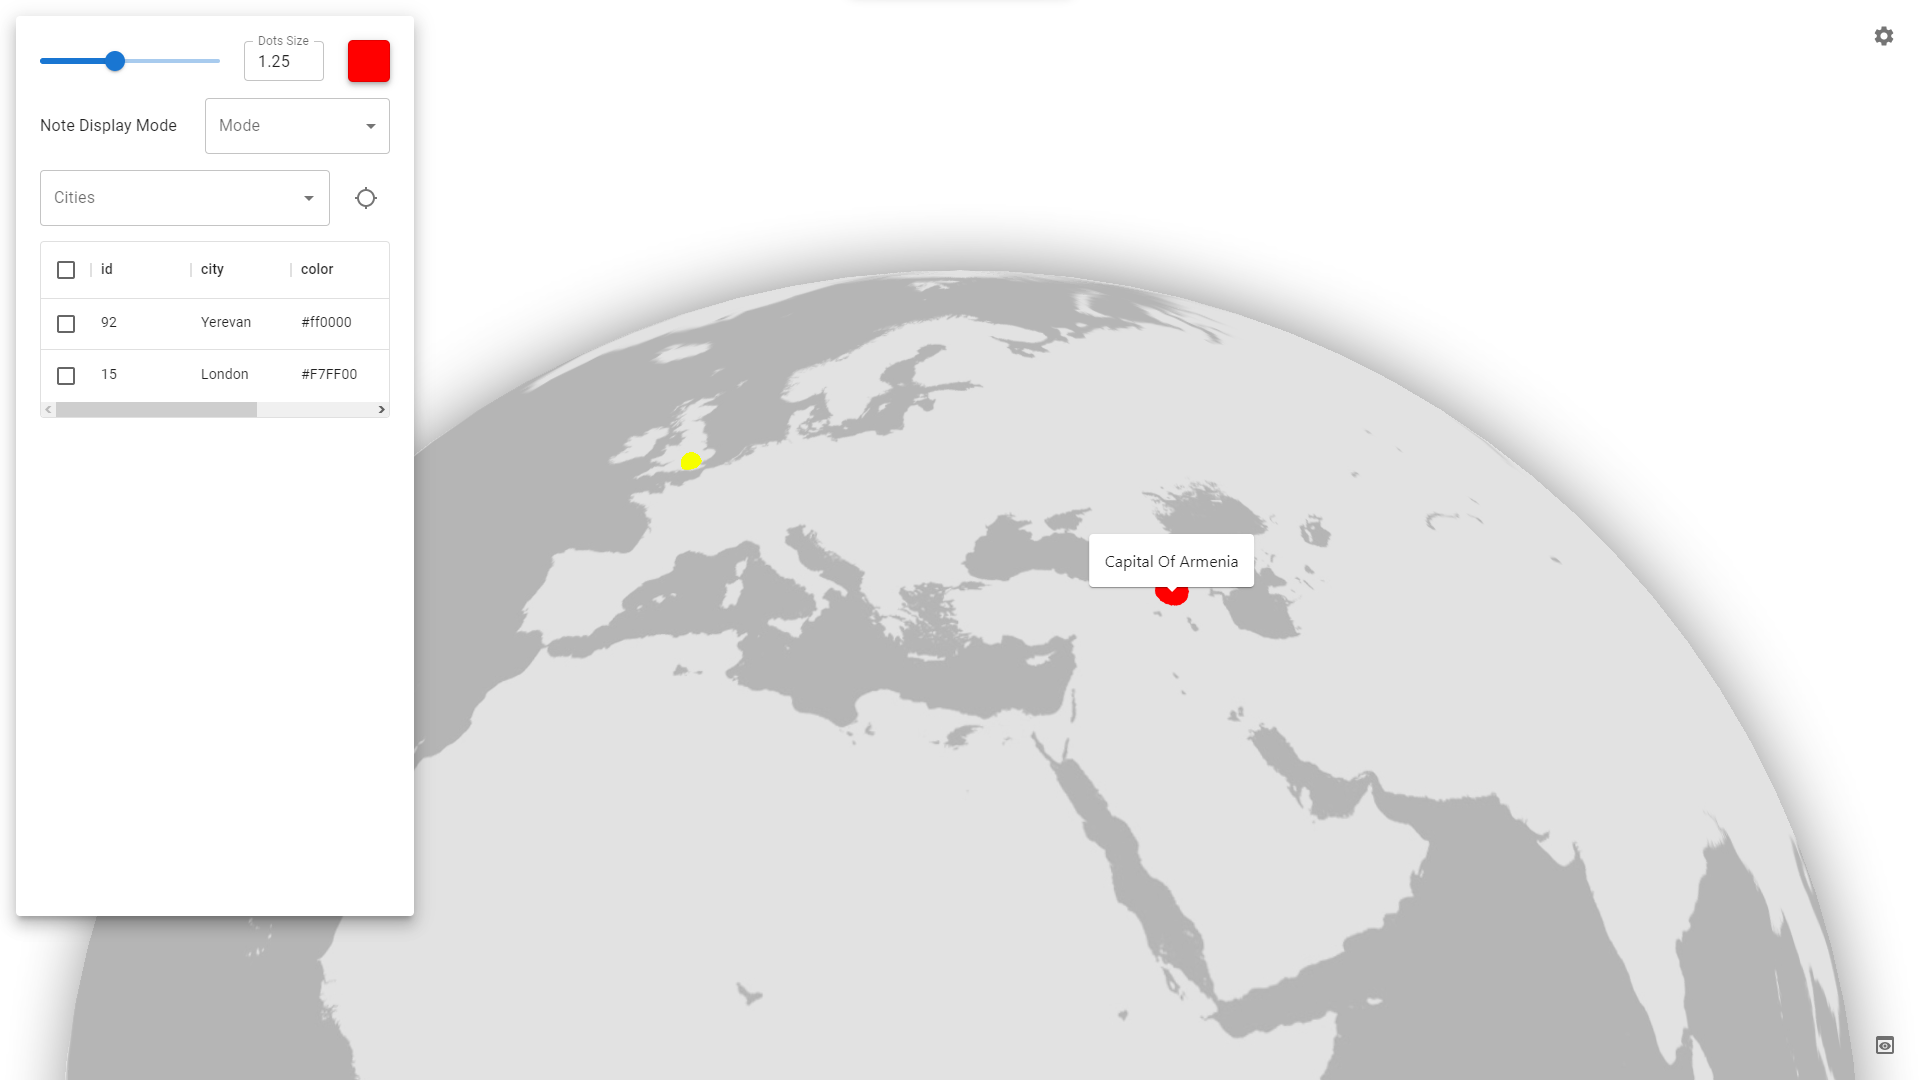 Dots Size
1.25
Note Display Mode
Mode
Cities
id city color
92 Yerevan #ff0000
15 London #F7FF00
Capital Of Armenia